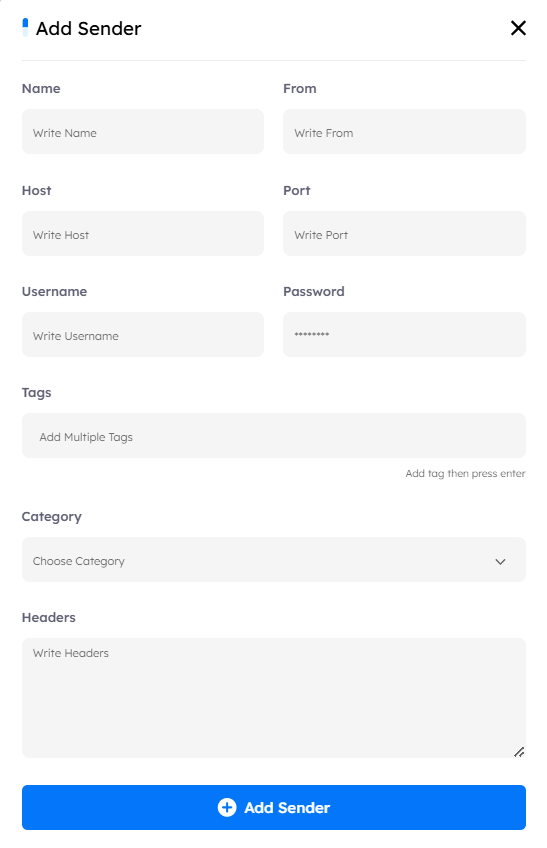 Add Sender
Name From
Write Name Write From
Host Port
Write Host Write Port
Username Password
Write Username ********
Tags
Add Multiple Tags
Add tag then press enter
Category
Choose Category
Headers
Write Headers
Add Sender